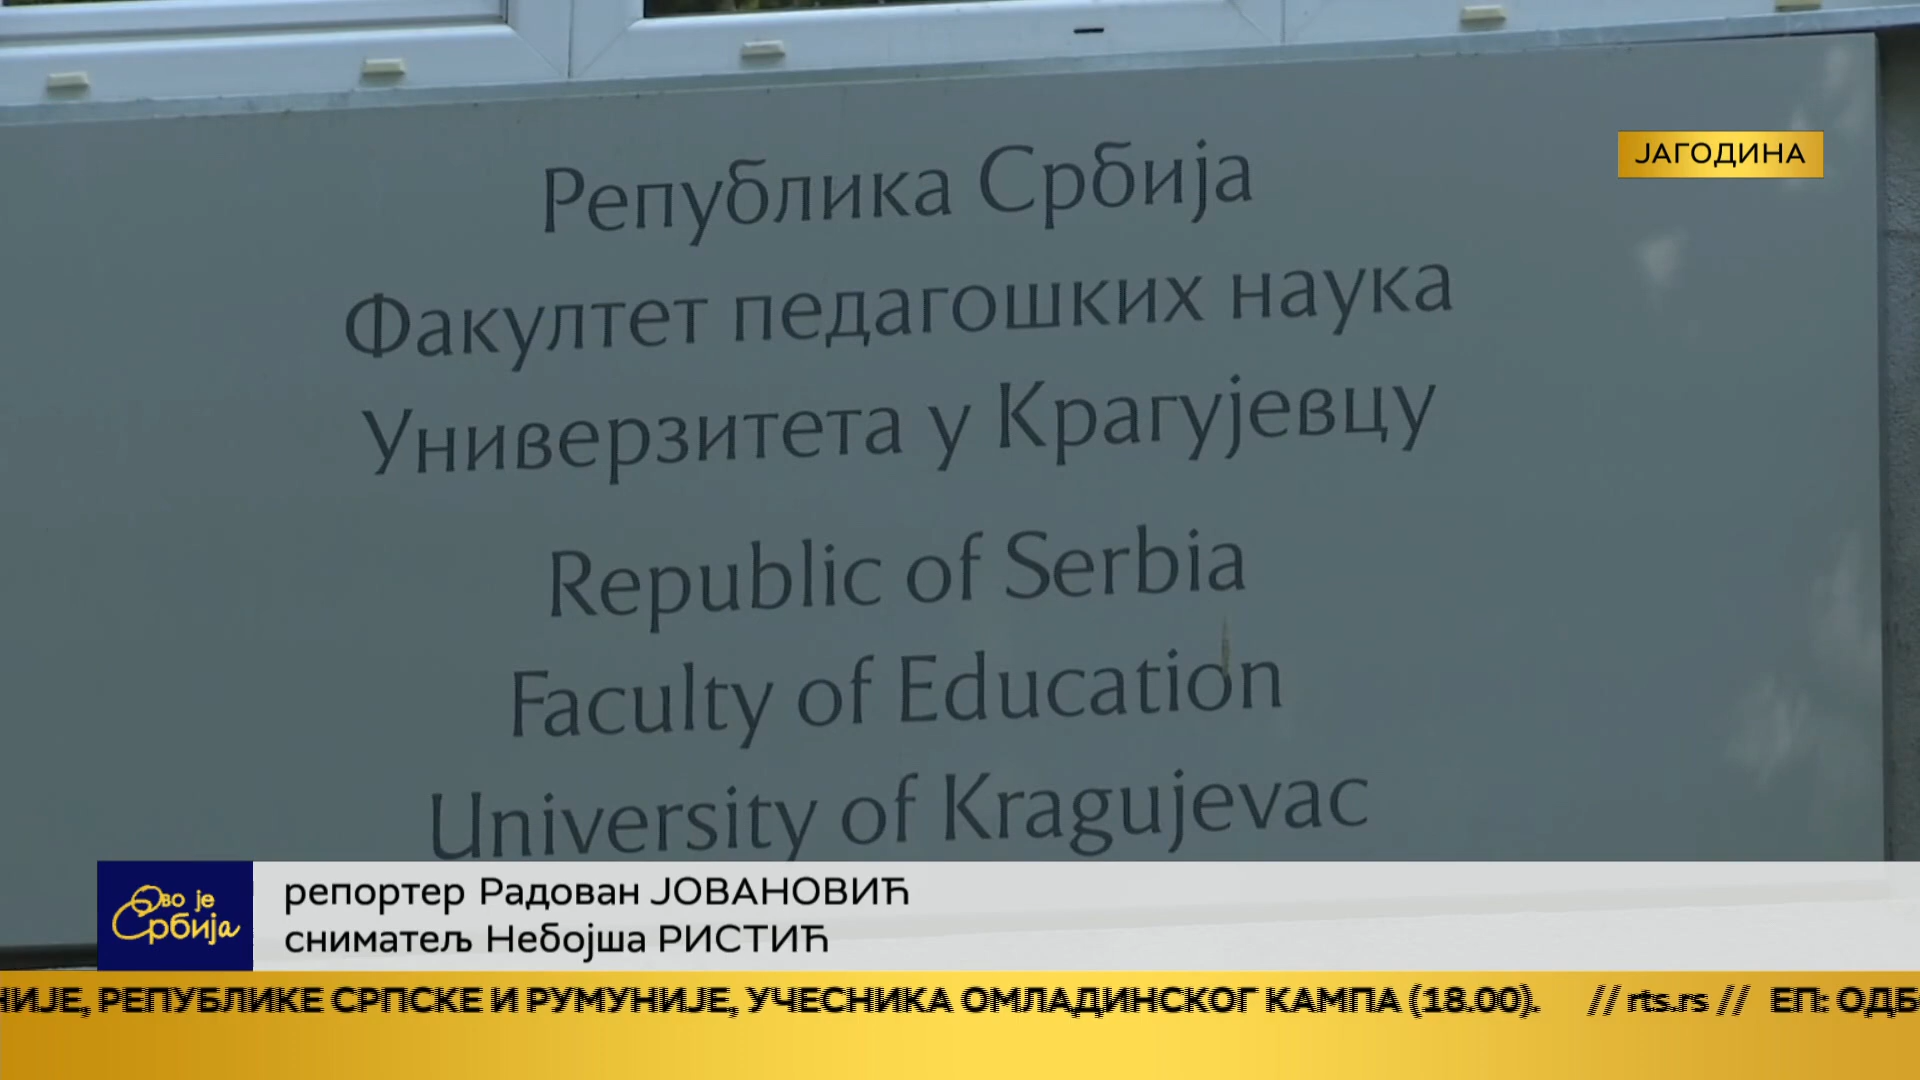 ЈАГОДИНА
Република Србија
Факултет педагошких наука
Универзитета у Крагујевцу
Republic of Serbia
Faculty of Education
University of Kragujevac
Ово је
Србија
репортер Радован ЈОВАНОВИЋ
сниматељ Небојша РИСТИЋ
НИЈЕ, РЕПУБЛИКЕ СРПСКЕ И РУМУНИЈЕ, УЧЕСНИКА ОМЛАДИНСКОГ КАМПА (18.00). // rts.rs // ЕП: ОДБ